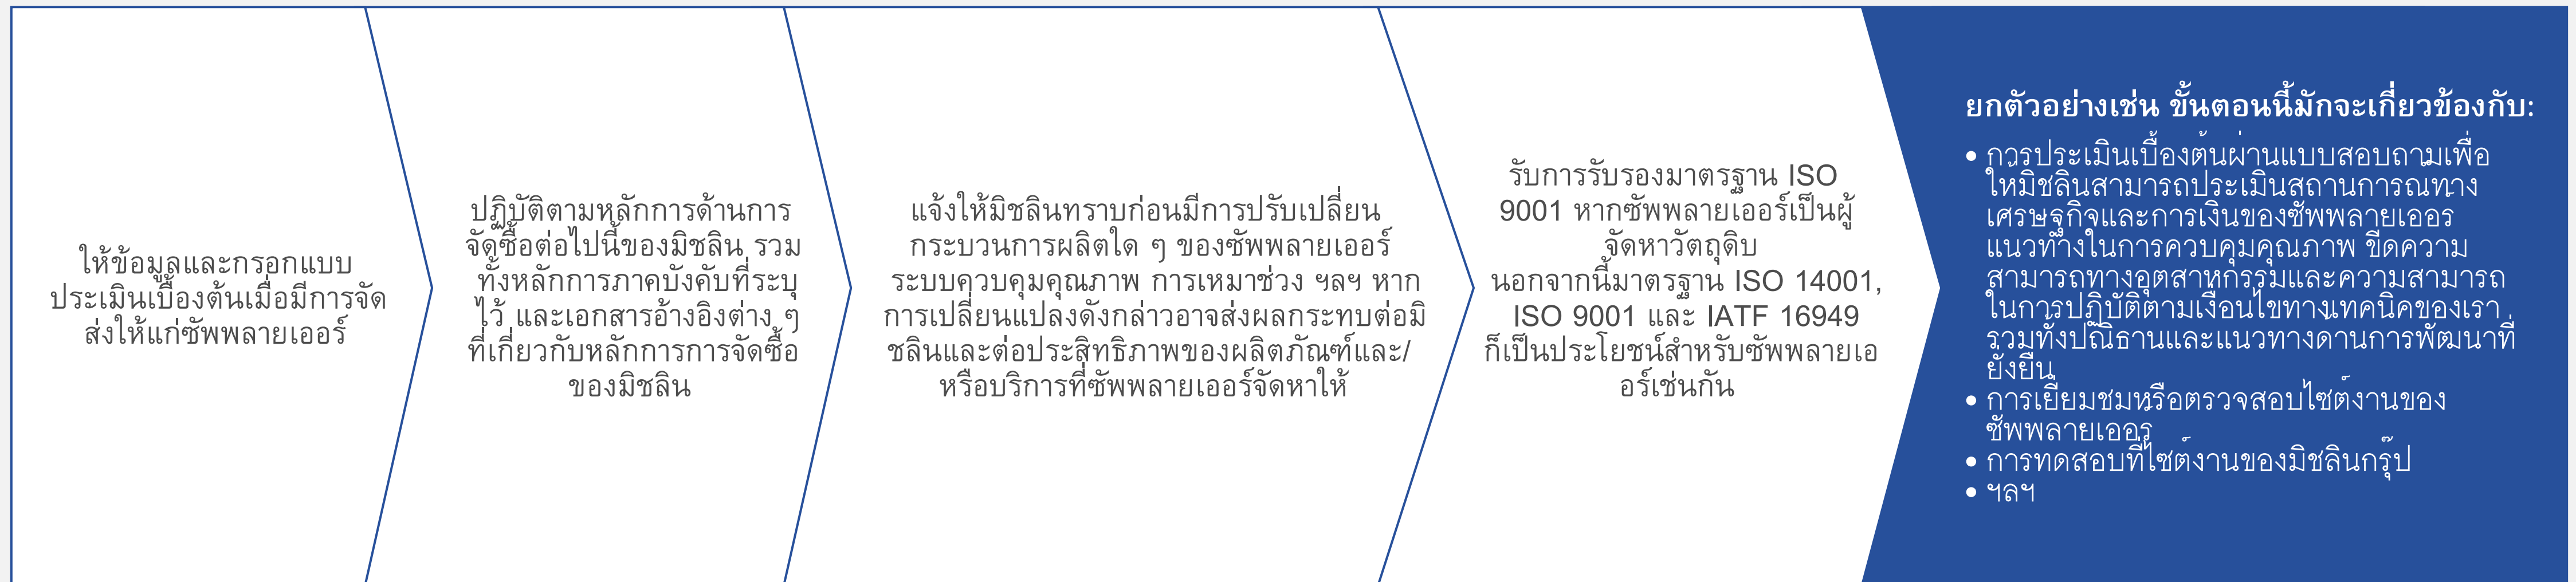 ให้ข้อมูลและกรอกแบบ
ประเมินเบื้องต้นเมื่อมีการจัด
ส่งให้แก่ซัพพลายเออร์
ปฏิบัติตามหลักการด้านการ
จัดซื้อต่อไปนี้ของมิชลิน รวม
ทั้งหลักการภาคบังคับที่ระบุ
ไว้ และเอกสารอ้างอิงต่าง ๆ
ที่เกี่ยวกับหลักการการจัดซื้อ
ของมิชลิน
แจ้งให้มิชลินทราบก่อนมีการปรับเปลี่ยน
กระบวนการผลิตใด ๆ ของซัพพลายเออร์
ระบบควบคุมคุณภาพ การเหมาช่วง ฯลฯ หาก
การเปลี่ยนแปลงดังกล่าวอาจส่งผลกระทบต่อมิ
ชลินและต่อประสิทธิภาพของผลิตภัณฑ์และ/
หรือบริการที่ซัพพลายเออร์จัดหาให้
รับการรับรองมาตรฐาน ISO
9001 หากซัพพลายเออร์เป็นผู้
จัดหาวัตถุดิบ
นอกจากนี้มาตรฐาน ISO 14001,
ISO 9001 และ IATF 16949
ก็เป็นประโยชน์สำหรับซัพพลายเอ
อร์เช่นกัน
ยกตัวอย่างเช่น ขั้นตอนนี้มักจะเกี่ยวข้องกับ:
• การประเมินเบื้องต้นผ่านแบบสอบถามเพื่อ
ให้มิชลินสามารถประเมินสถานการณ์ทาง
เศรษฐกิจและการเงินของซัพพลายเออร์
แนวทางในการควบคุมคุณภาพ ขีดความ
สามารถทางอุตสาหกรรมและความสามารถ
ในการปฏิบัติตามเงื่อนไขทางเทคนิคของเรา
รวมทั้งปณิธานและแนวทางด้านการพัฒนาที่
ยั่งยืน
• การเยี่ยมชมหรือตรวจสอบไซต์งานของ
ซัพพลายเออร์
• การทดสอบที่ไซต์งานของมิชลินกรุ๊ป
• ฯลฯ